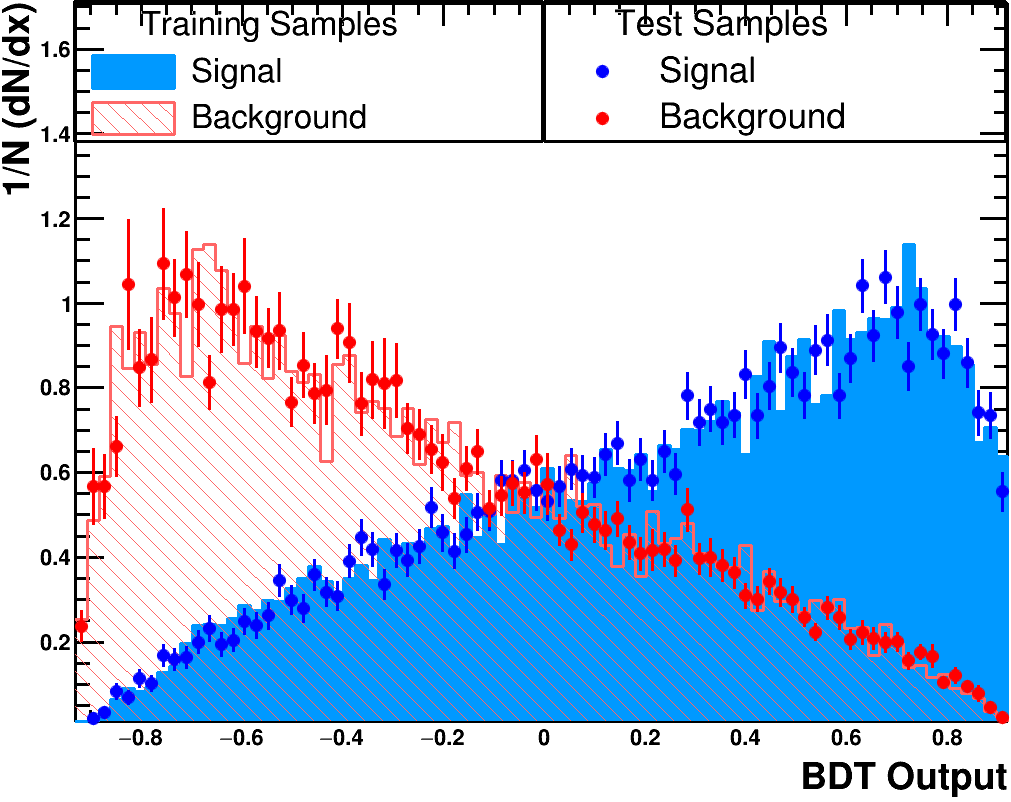 1/N (dN/dx)
Training Samples
Signal
Background
Test Samples
Signal
Background
1.6
1.4
1.2
1
0.8
0.6
0.4
0.2
−0.8 −0.6 −0.4 −0.2 0 0.2 0.4 0.6 0.8
BDT Output